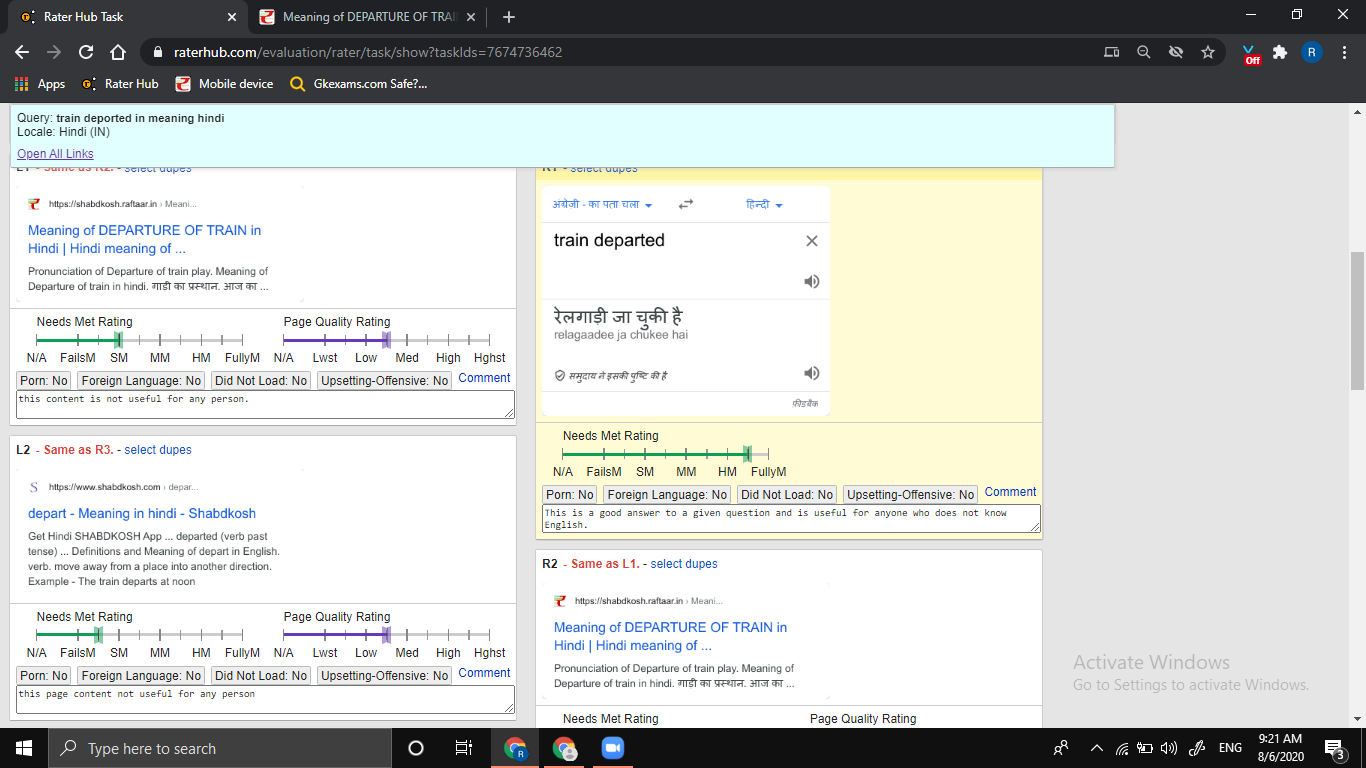 Rater Hub Task
Meaning of DEPARTURE OF TRAI
raterhub.com/evaluation/rater/task/show?taskIds=7674736462
Off
R
Apps
Rater Hub
Mobile device
Gkexams.com Safe?...
Query: train deported in meaning hindi
Locale: Hindi (IN)
Open All Links
L1 - Same as R2. - select dupes
https://shabdkosh.raftaar.in › Meani...
Meaning of DEPARTURE OF TRAIN in
Hindi | Hindi meaning of ...
Pronunciation of Departure of train play. Meaning of
Departure of train in hindi. गाडी का प्रस्थान. आज का ...
Needs Met Rating
Page Quality Rating
N/A FailsM SM MM HM FullyM
N/A Lwst Low Med High Hghst
Porn: No
Foreign Language: No
Did Not Load: No
Upsetting-Offensive: No
Comment
this content is not useful for any person.
L2 - Same as R3. - select dupes
S
https://www.shabdkosh.com › depar...
depart - Meaning in hindi - Shabdkosh
Get Hindi SHABDKOSH App ... departed (verb past
tense) ... Definitions and Meaning of depart in English.
verb. move away from a place into another direction.
Example - The train departs at noon
Needs Met Rating
Page Quality Rating
N/A FailsM SM MM HM FullyM
N/A Lwst Low Med High Hghst
Porn: No
Foreign Language: No
Did Not Load: No
Upsetting-Offensive: No
Comment
this page content not useful for any person
R1 - select dupes
अंग्रेजी - का पता चला
हिन्दी
train departed
रेलगाड़ी जा चुकी है
relagaadee ja chukee hai
समुदाय ने इसकी पुष्टि की है
फ़ीडबैक
Needs Met Rating
N/A FailsM SM MM HM FullyM
Porn: No
Foreign Language: No
Did Not Load: No
Upsetting-Offensive: No
Comment
This is a good answer to a given question and is useful for anyone who does not know
English.
R2 - Same as L1. - select dupes
https://shabdkosh.raftaar.in › Meani...
Meaning of DEPARTURE OF TRAIN in
Hindi | Hindi meaning of ...
Pronunciation of Departure of train play. Meaning of
Departure of train in hindi. गाडी का प्रस्थान. आज का ...
Needs Met Rating
Page Quality Rating
Activate Windows
Go to Settings to activate Windows.
Type here to search
R
ENG
9:21 AM
8/6/2020
3